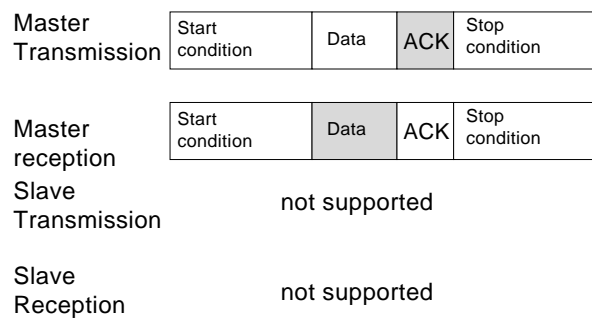 Master
Transmission
Start
condition
Data
ACK
Stop
condition
Master
reception
Start
condition
Data
ACK
Stop
condition
Slave
Transmission
not supported
Slave
Reception
not supported